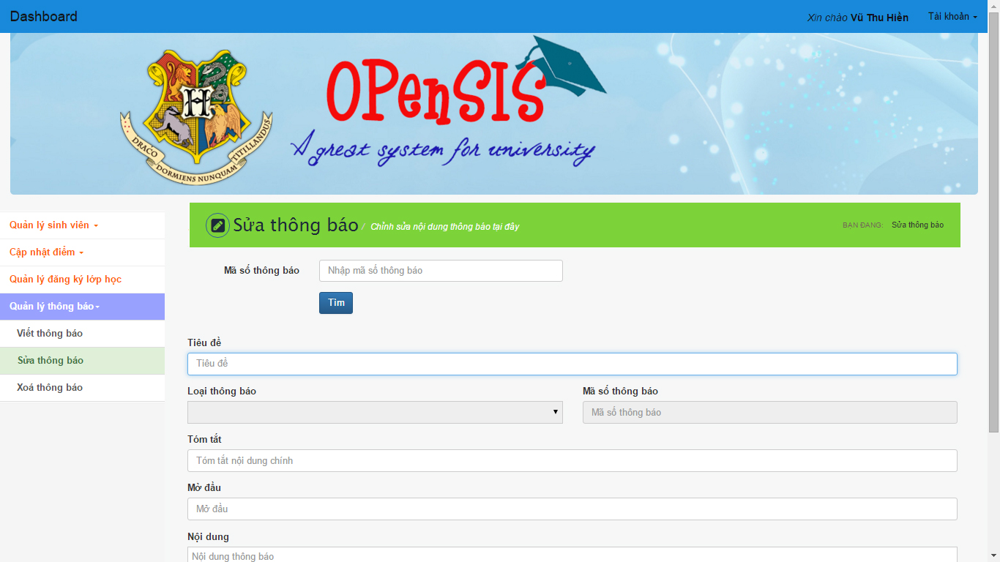 Dashboard
Xin chào Vũ Thu Hiền
Tài khoản
H
DRACO DORMIENS NUNQUAM TITILLANDUS
OPenSIS
A great system for university
Quản lý sinh viên
Cập nhật điểm
Quản lý đăng ký lớp học
Quản lý thông báo
Viết thông báo
Sửa thông báo
Xoá thông báo
Sửa thông báo / Chỉnh sửa nội dung thông báo tại đây
BẠN ĐANG: Sửa thông báo
Mã số thông báo
Nhập mã số thông báo
Tìm
Tiêu đề
Tiêu đề
Loại thông báo
Mã số thông báo
Mã số thông báo
Tóm tắt
Tóm tắt nội dung chính
Mở đầu
Mở đầu
Nội dung
Nội dung thông báo